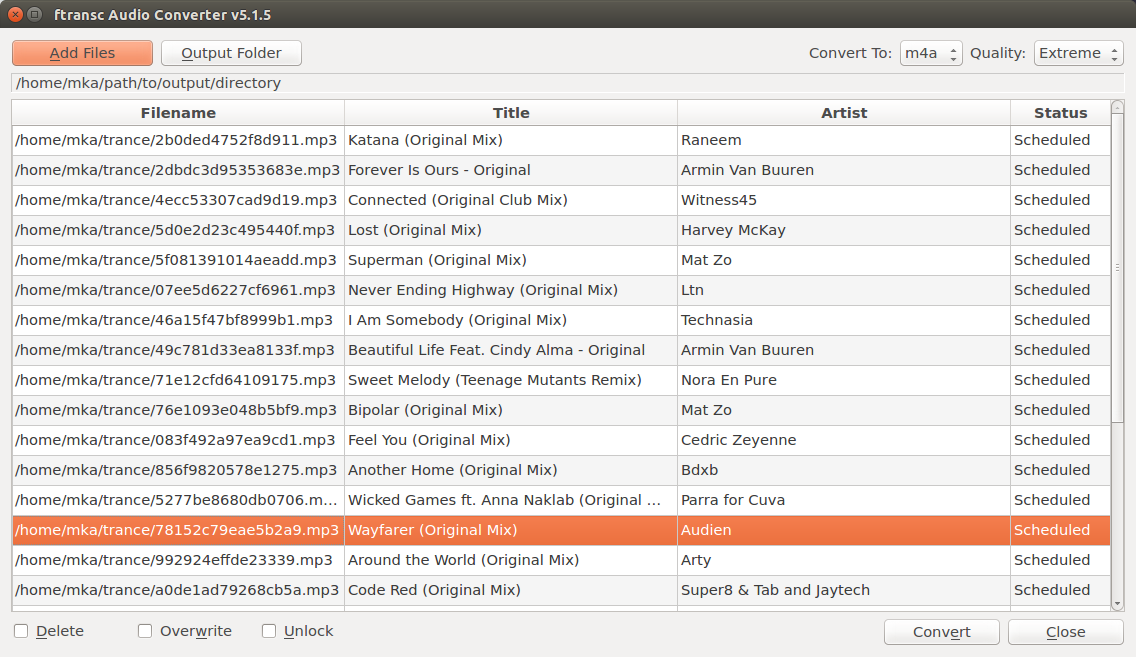 ftransc Audio Converter v5.1.5
Add Files Output Folder Convert To: m4a Quality: Extreme
/home/mka/path/to/output/directory
Filename Title Artist Status
/home/mka/trance/2b0ded4752f8d911.mp3 Katana (Original Mix) Raneem Scheduled
/home/mka/trance/2dbdc3d95353683e.mp3 Forever Is Ours - Original Armin Van Buuren Scheduled
/home/mka/trance/4ecc53307cad9d19.mp3 Connected (Original Club Mix) Witness45 Scheduled
/home/mka/trance/5d0e2d23c495440f.mp3 Lost (Original Mix) Harvey McKay Scheduled
/home/mka/trance/5f081391014aeadd.mp3 Superman (Original Mix) Mat Zo Scheduled
/home/mka/trance/07ee5d6227cf6961.mp3 Never Ending Highway (Original Mix) Ltn Scheduled
/home/mka/trance/46a15f47bf8999b1.mp3 I Am Somebody (Original Mix) Technasia Scheduled
/home/mka/trance/49c781d33ea8133f.mp3 Beautiful Life Feat. Cindy Alma - Original Armin Van Buuren Scheduled
/home/mka/trance/71e12cfd64109175.mp3 Sweet Melody (Teenage Mutants Remix) Nora En Pure Scheduled
/home/mka/trance/76e1093e048b5bf9.mp3 Bipolar (Original Mix) Mat Zo Scheduled
/home/mka/trance/083f492a97ea9cd1.mp3 Feel You (Original Mix) Cedric Zeyenne Scheduled
/home/mka/trance/856f9820578e1275.mp3 Another Home (Original Mix) Bdxb Scheduled
/home/mka/trance/5277be8680db0706.m... Wicked Games ft. Anna Naklab (Original ... Parra for Cuva Scheduled
/home/mka/trance/78152c79eae5b2a9.mp3 Wayfarer (Original Mix) Audien Scheduled
/home/mka/trance/992924effde23339.mp3 Around the World (Original Mix) Arty Scheduled
/home/mka/trance/a0de1ad79268cb5a.mp3 Code Red (Original Mix) Super8 & Tab and Jaytech Scheduled
Delete Overwrite Unlock Convert Close